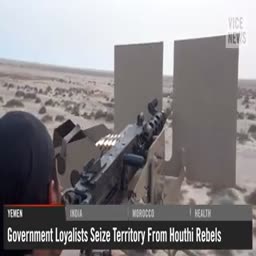 VICE
NEWS
YEMEN INDIA MOROCCO HEALTH
Government Loyalists Seize Territory From Houthi Rebels